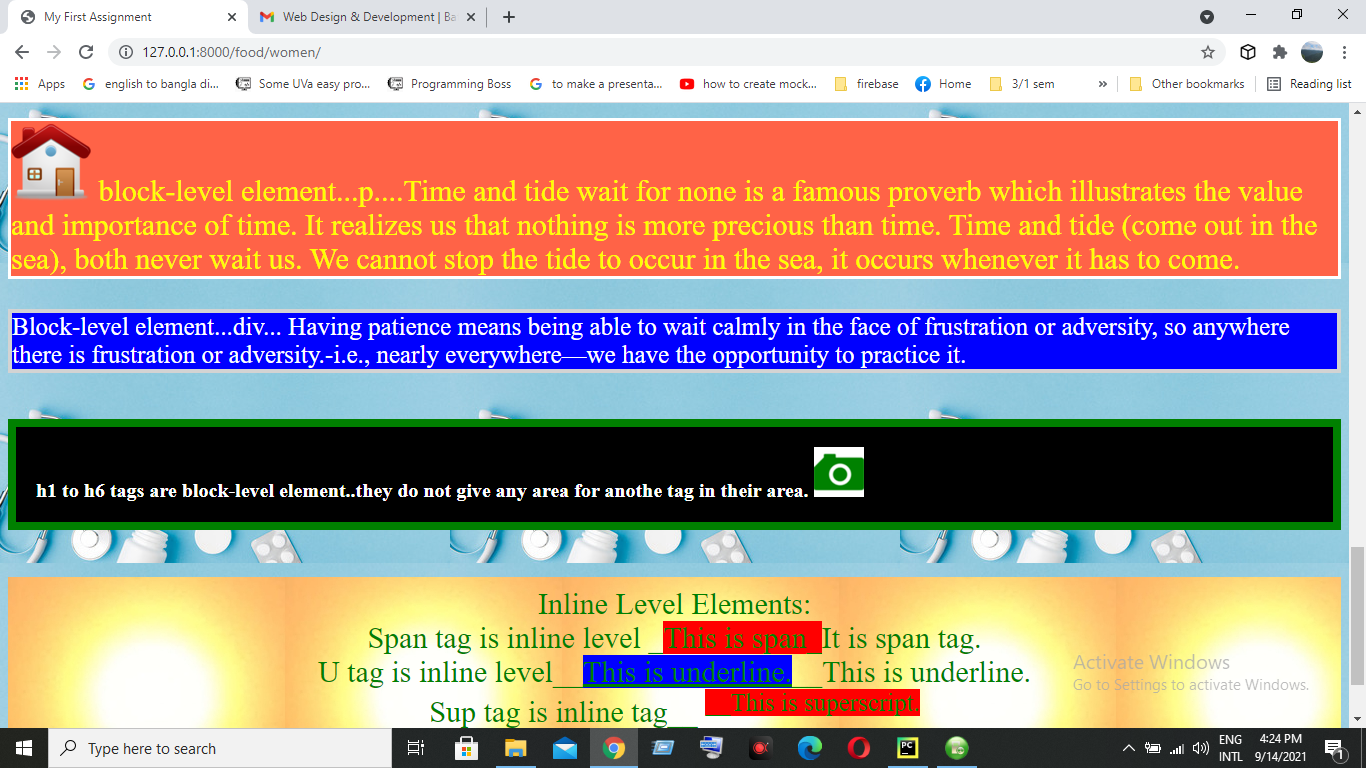 My First Assignment
Web Design & Development | Ba
127.0.0.1:8000/food/women/
Apps
english to bangla di...
Some UVa easy pro...
Programming Boss
to make a presenta...
how to create mock...
firebase
Home
3/1 sem
»
Other bookmarks
Reading list
block-level element...p....Time and tide wait for none is a famous proverb which illustrates the value
and importance of time. It realizes us that nothing is more precious than time. Time and tide (come out in the
sea), both never wait us. We cannot stop the tide to occur in the sea, it occurs whenever it has to come.
Block-level element...div... Having patience means being able to wait calmly in the face of frustration or adversity, so anywhere
there is frustration or adversity.-i.e., nearly everywhere—we have the opportunity to practice it.
h1 to h6 tags are block-level element..they do not give any area for anothe tag in their area.
Inline Level Elements:
Span tag is inline level _This is span_It is span tag.
U tag is inline level__This is underline.__This is underline.
Sup tag is inline tag__ This is superscript.
Activate Windows
Go to Settings to activate Windows.
Type here to search
PC
ENG
INTL
4:24 PM
9/14/2021
1